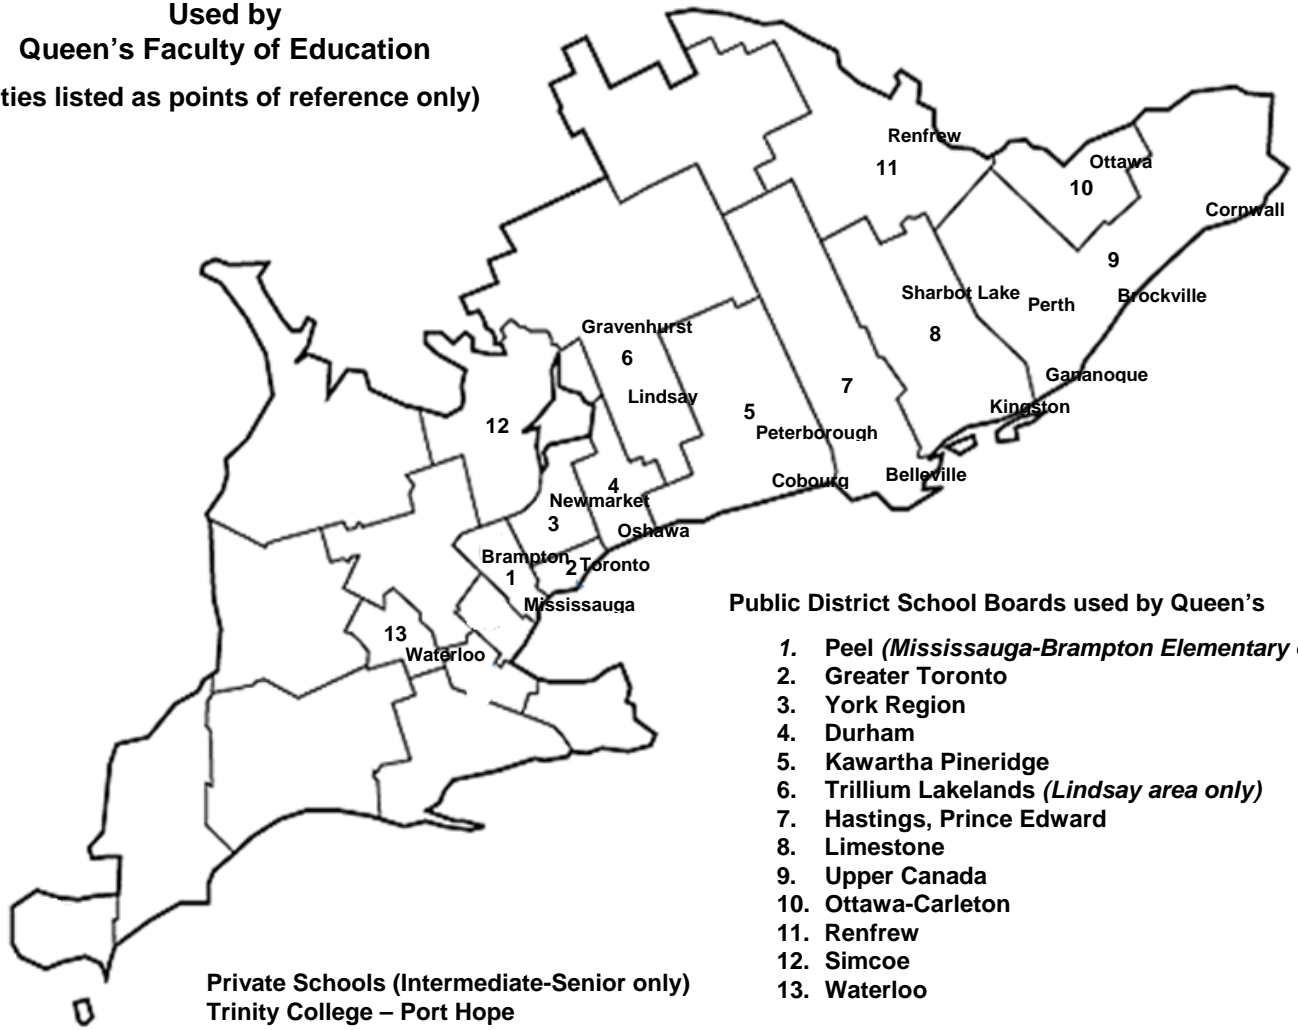 Used by
Queen's Faculty of Education
ties listed as points of reference only)
Renfrew
11
Ottawa
10
Cornwall
9
Sharbot Lake
Perth
Brockville
8
Gravenhurst
6
Gananoque
7
Lindsay
Kingston
5
12
Peterborough
Belleville
Cobourg
4
Newmarket
3
Oshawa
Brampton
2 Toronto
1
Mississauga
13
Waterloo
Public District School Boards used by Queen's
1. Peel (Mississauga-Brampton Elementary
2. Greater Toronto
3. York Region
4. Durham
5. Kawartha Pineridge
6. Trillium Lakelands (Lindsay area only)
7. Hastings, Prince Edward
8. Limestone
9. Upper Canada
10. Ottawa-Carleton
11. Renfrew
12. Simcoe
13. Waterloo
Private Schools (Intermediate-Senior only)
Trinity College – Port Hope